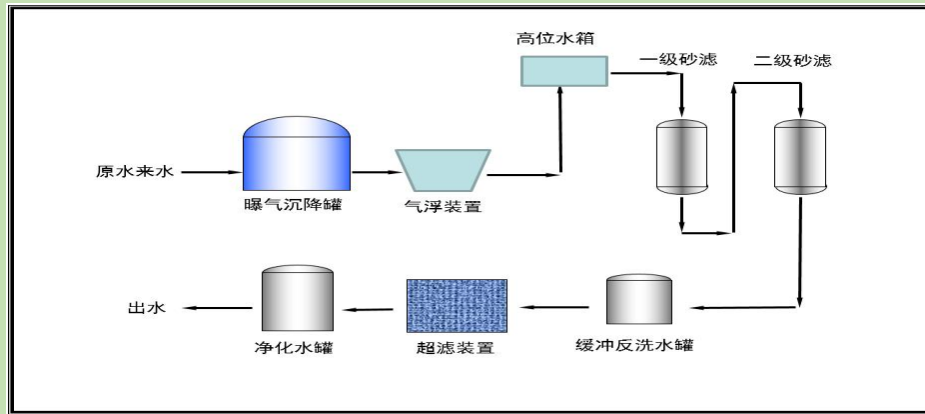 高位水箱
一级砂滤
二级砂滤
原水来水
曝气沉降罐
气浮装置
出水
净化水罐
超滤装置
缓冲反洗水罐